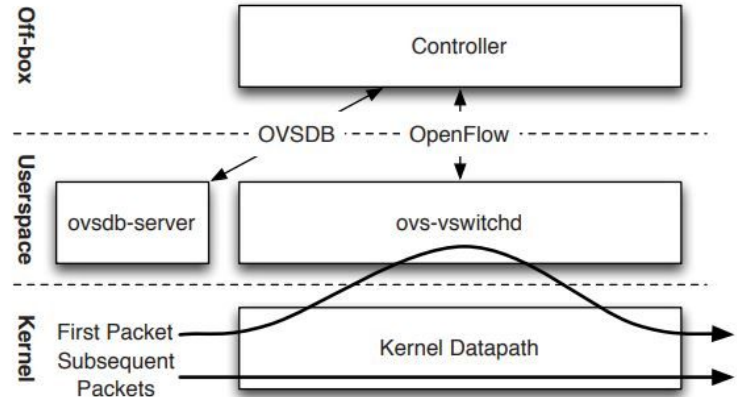 Off-box
Controller
OVSDB
OpenFlow
Userspace
ovsdb-server
ovs-vswitchd
Kernel
First Packet
Subsequent
Packets
Kernel Datapath